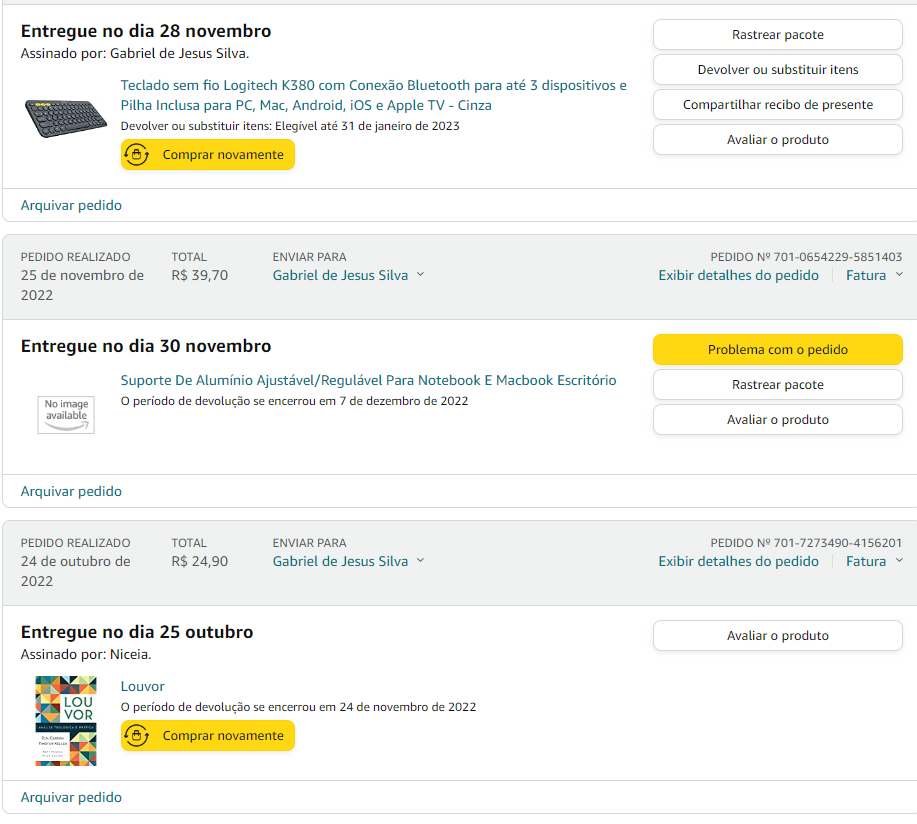 Entregue no dia 28 novembro
Assinado por: Gabriel de Jesus Silva.
Teclado sem fio Logitech K380 com Conexão Bluetooth para até 3 dispositivos e
Pilha Inclusa para PC, Mac, Android, iOS e Apple TV - Cinza
Devolver ou substituir itens: Elegível até 31 de janeiro de 2023
Comprar novamente
Rastrear pacote
Devolver ou substituir itens
Compartilhar recibo de presente
Avaliar o produto
Arquivar pedido
PEDIDO REALIZADO
25 de novembro de
2022
TOTAL
R$ 39,70
ENVIAR PARA
Gabriel de Jesus Silva
PEDIDO Nº 701-0654229-5851403
Exibir detalhes do pedido
Fatura
Entregue no dia 30 novembro
No image
available
Suporte De Alumínio Ajustável/Regulável Para Notebook E Macbook Escritório
O período de devolução se encerrou em 7 de dezembro de 2022
Problema com o pedido
Rastrear pacote
Avaliar o produto
Arquivar pedido
PEDIDO REALIZADO
24 de outubro de
2022
TOTAL
R$ 24,90
ENVIAR PARA
Gabriel de Jesus Silva
PEDIDO Nº 701-7273490-4156201
Exibir detalhes do pedido
Fatura
Entregue no dia 25 outubro
Assinado por: Niceia.
LOU
VOR
ANÁLISE TEOLÓGICA E PRÁTICA
D.A. Carson
Timothy Keller
Louvor
O período de devolução se encerrou em 24 de novembro de 2022
Comprar novamente
Avaliar o produto
Arquivar pedido